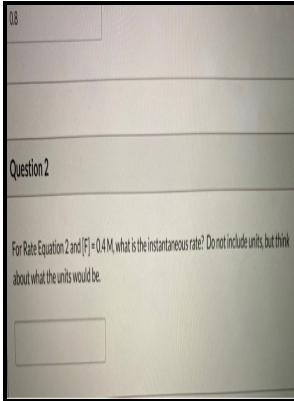 0.8
Question 2
For Rate Equation 2 and [F]=0.4 M, what is the instantaneous rate? Do not include units, but think
about what the units would be.